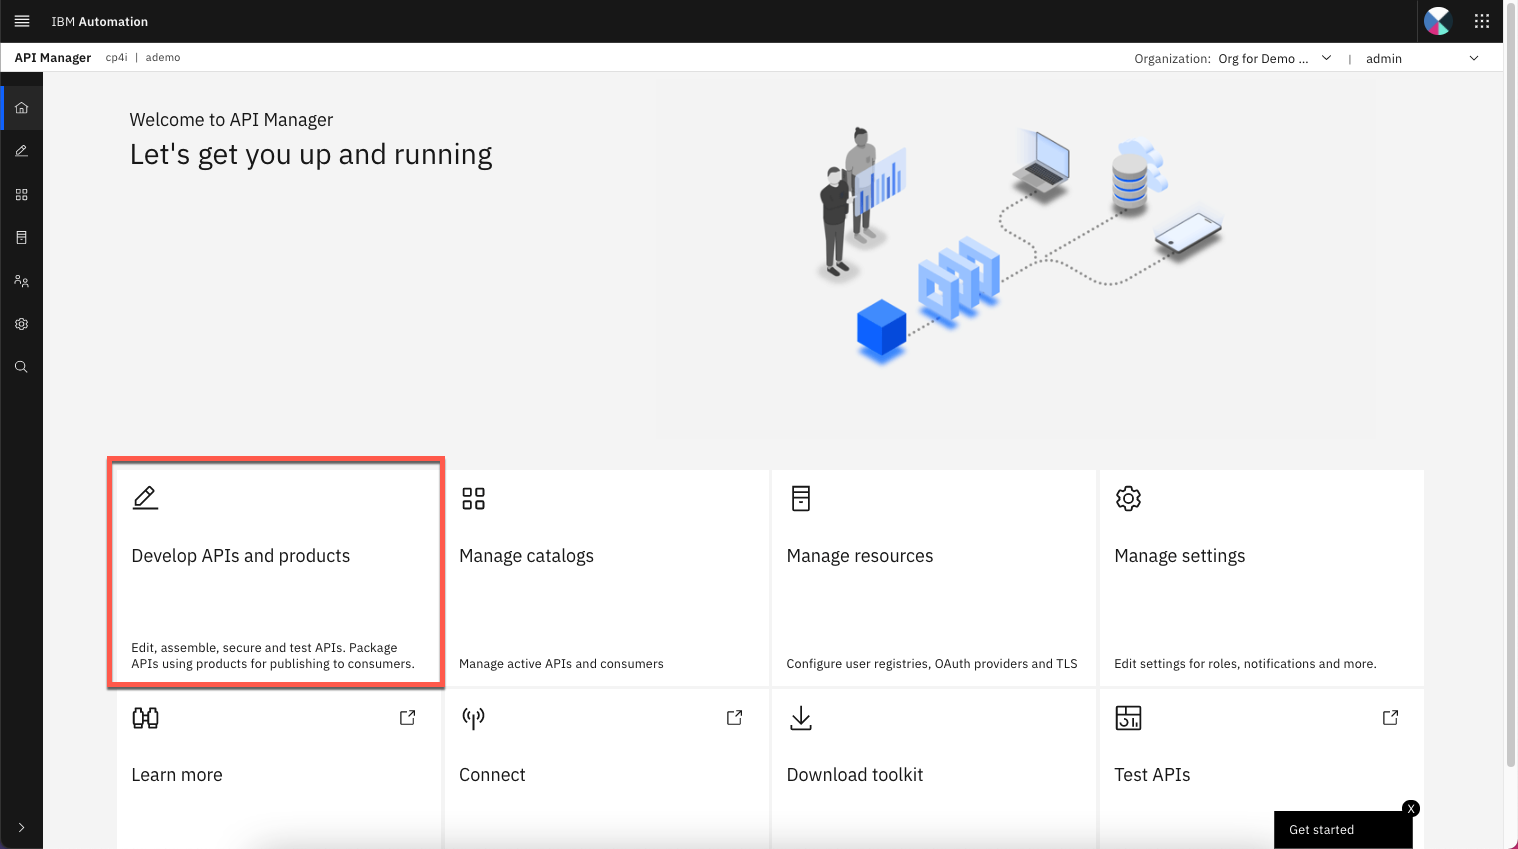 IBM Automation
API Manager cp4i | ademo
Organization: Org for Demo ... | admin
Welcome to API Manager
Let's get you up and running
Develop APIs and products
Edit, assemble, secure and test APIs. Package
APIs using products for publishing to consumers.
Manage catalogs
Manage active APIs and consumers
Manage resources
Configure user registries, OAuth providers and TLS
Manage settings
Edit settings for roles, notifications and more.
Learn more
Connect
Download toolkit
Test APIs
X
Get started